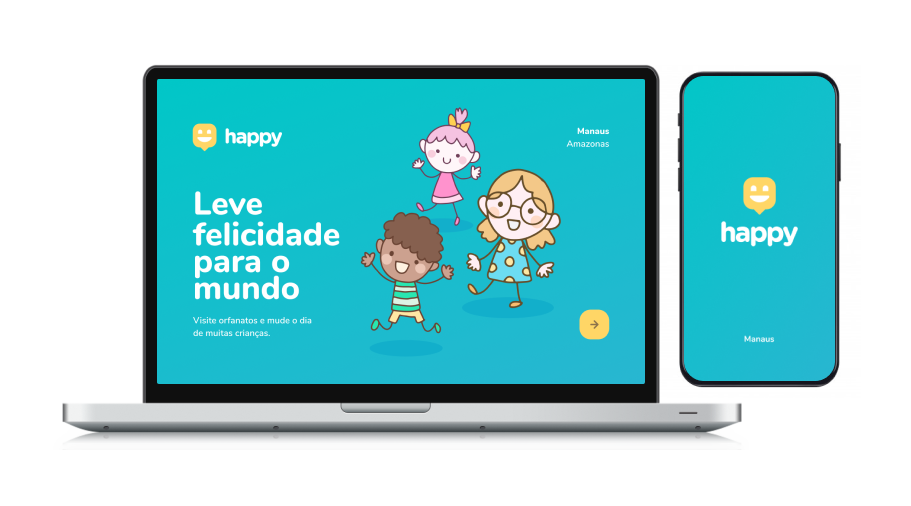 happy
Manaus
Amazonas
Leve
felicidade
para o
mundo
Visite orfanatos e mude o dia
de muitas crianças.
happy
Manaus